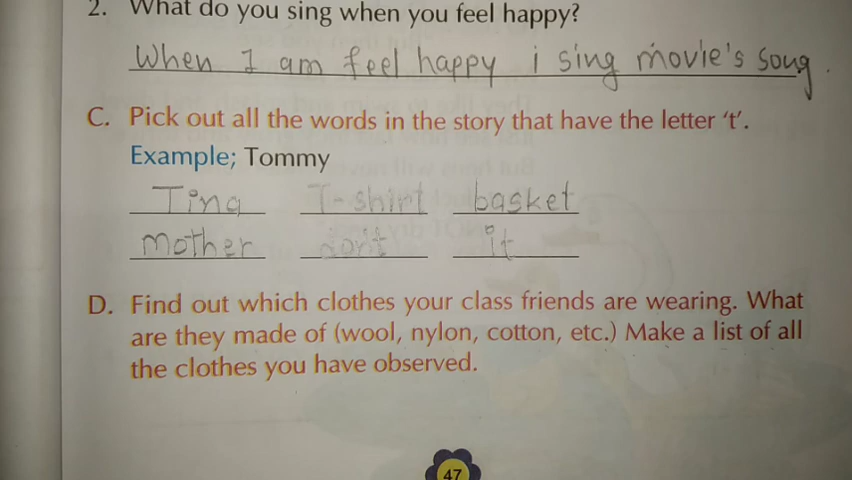 2. What do you sing when you feel happy?
When I am feel happy i sing movie's song.
C. Pick out all the words in the story that have the letter 't'.
Example; Tommy
Tina T-shirt basket
mother don't it
D. Find out which clothes your class friends are wearing. What
are they made of (wool, nylon, cotton, etc.) Make a list of all
the clothes you have observed.
47